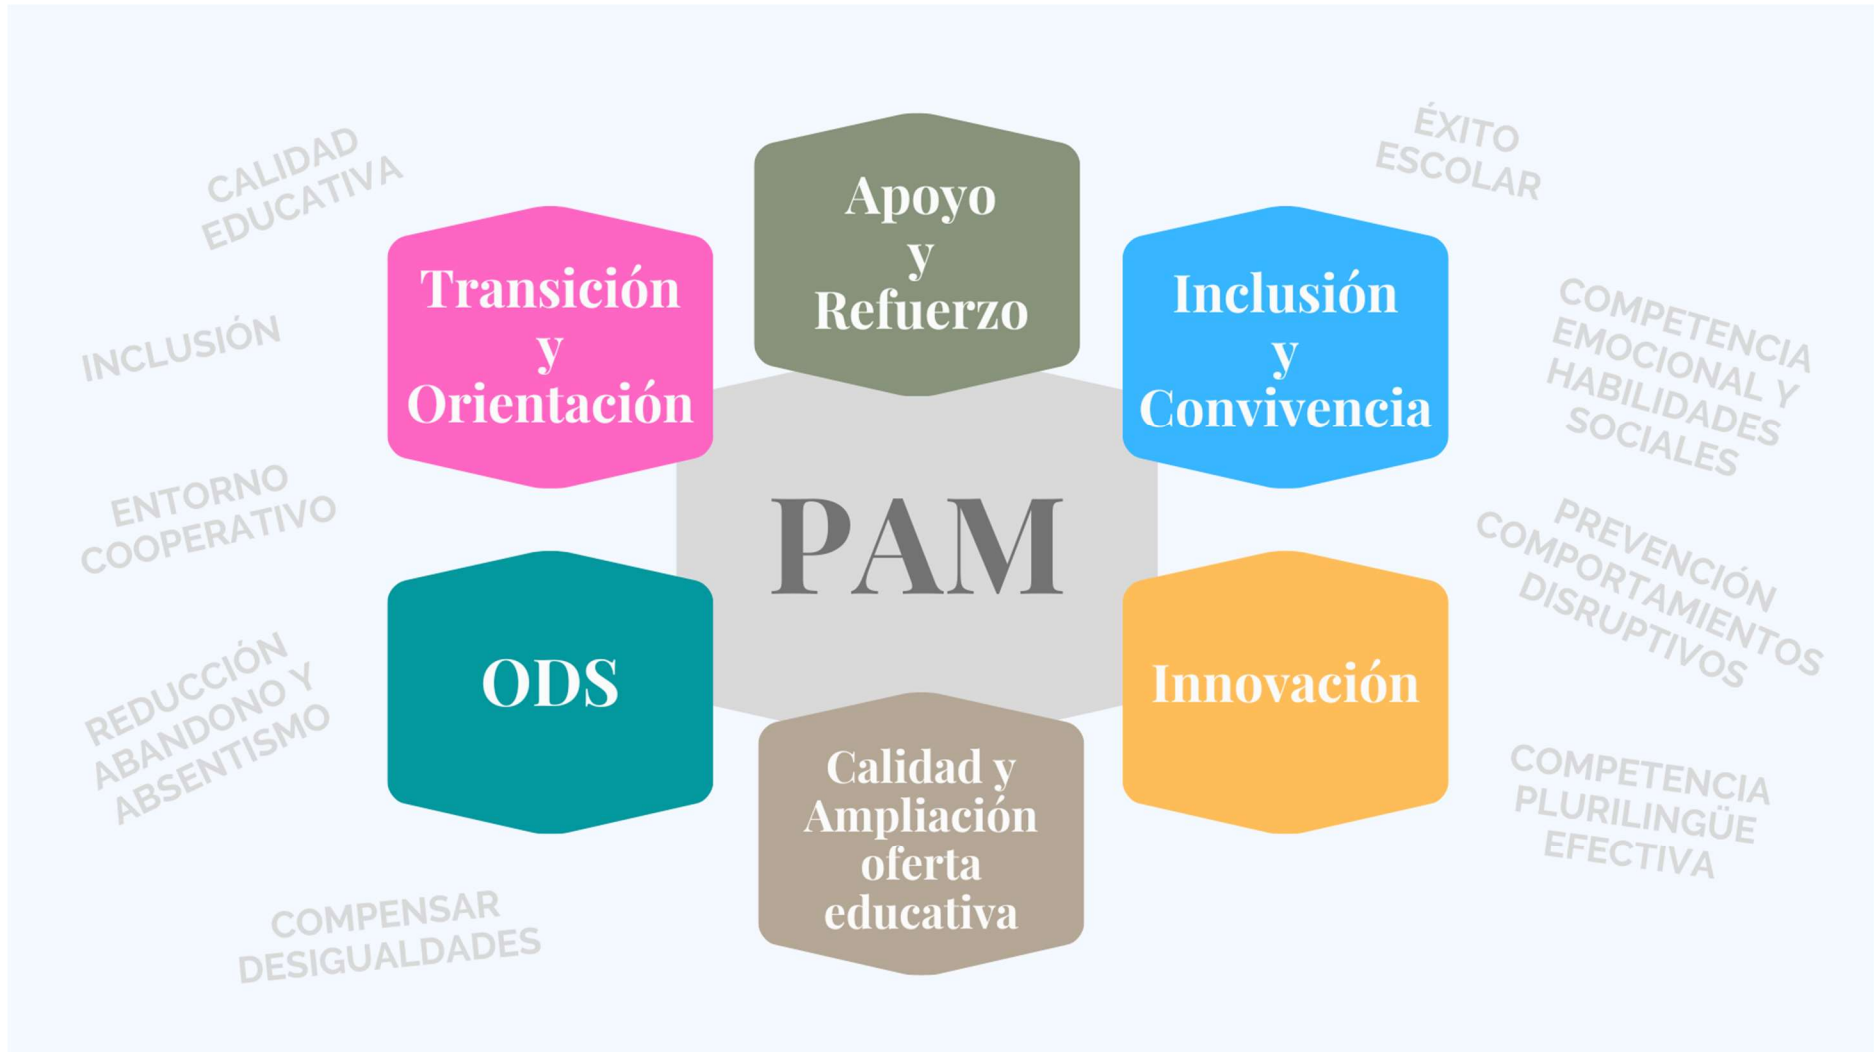 CALIDAD
EDUCATIVA
ÉXITO
ESCOLAR
Apoyo
y
Refuerzo
Transición
y
Orientación
Inclusión
y
Convivencia
INCLUSIÓN
COMPETENCIA
EMOCIONAL Y
HABILIDADES
SOCIALES
ENTORNO
COOPERATIVO
PAM
PREVENCIÓN
COMPORTAMIENTOS
DISRUPTIVOS
ODS
Innovación
REDUCCIÓN
ABANDONO Y
ABSENTISMO
Calidad y
Ampliación
oferta
educativa
COMPETENCIA
PLURILINGÜE
EFECTIVA
COMPENSAR
DESIGUALDADES